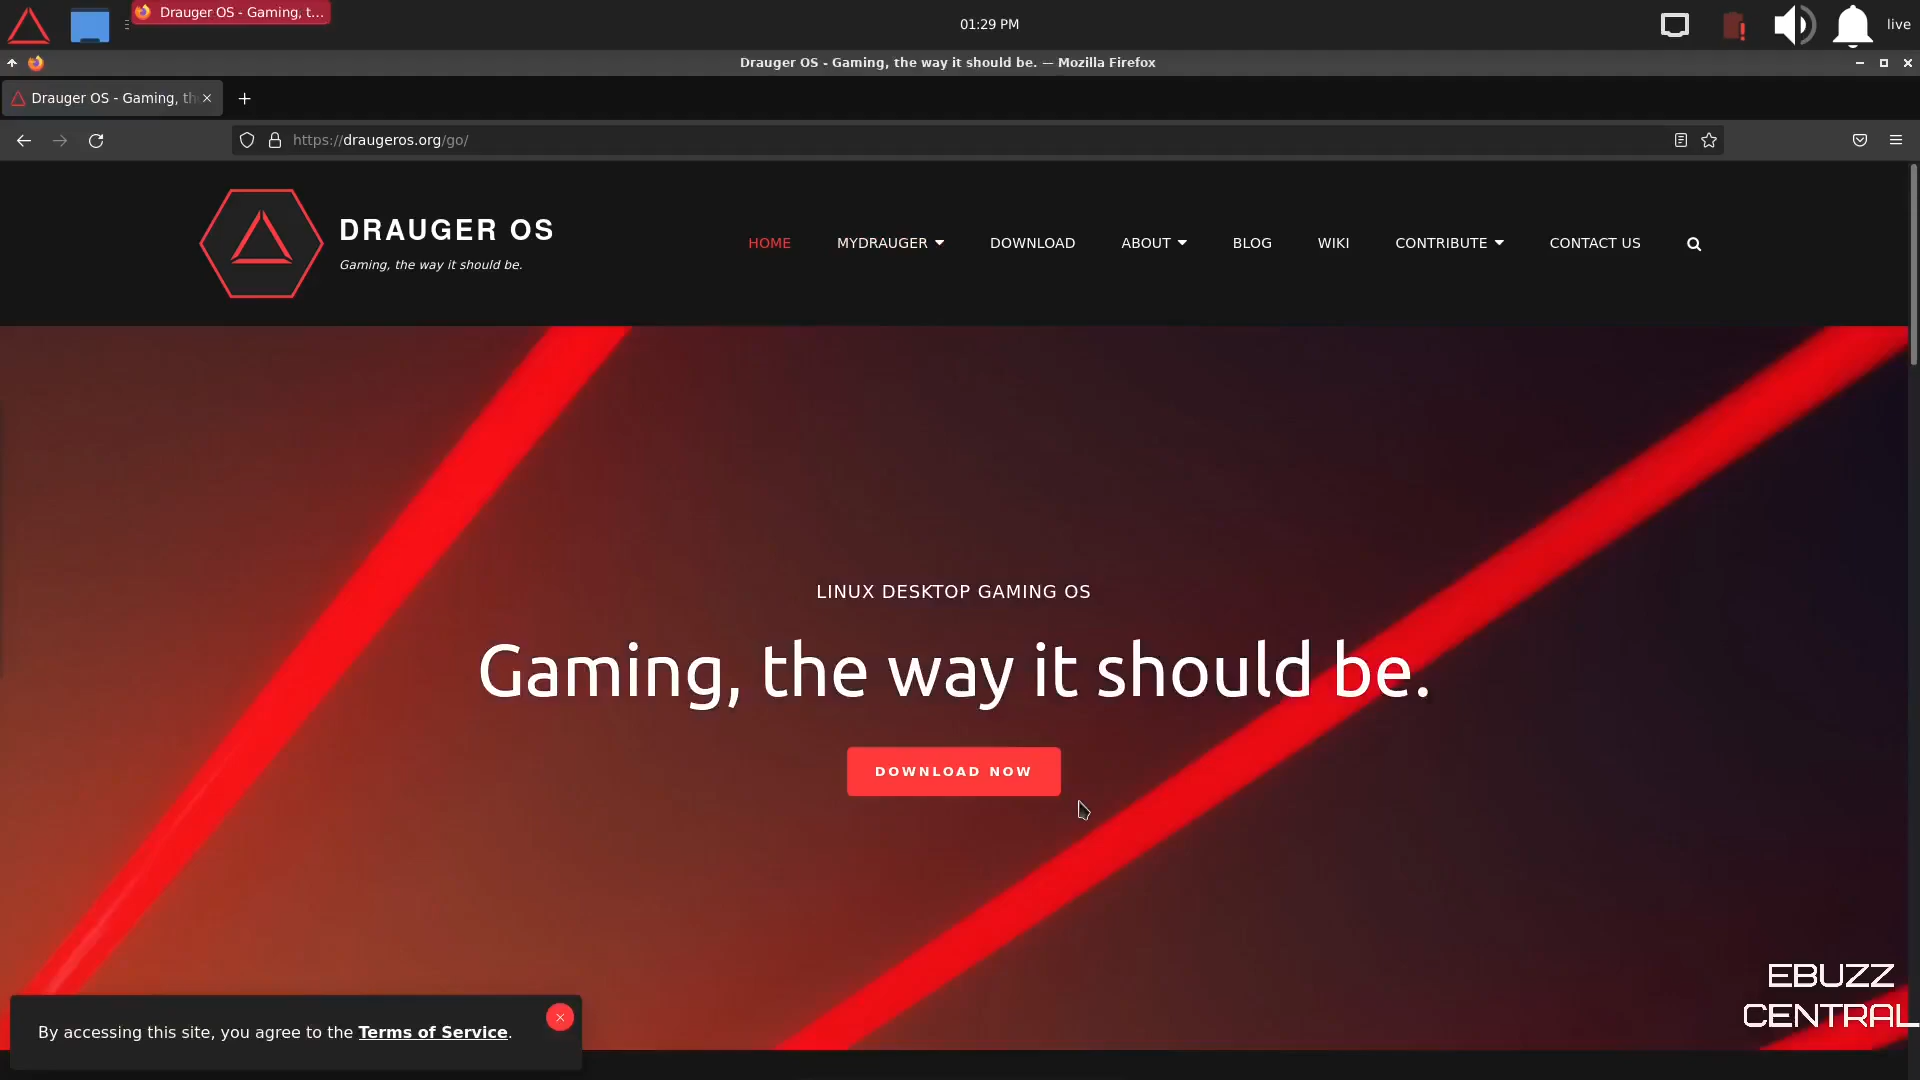 Drauger OS - Gaming, t...
01:29 PM
live
Drauger OS - Gaming, the way it should be. — Mozilla Firefox
Drauger OS - Gaming, th
https://draugeros.org/go/
DRAUGER OS
Gaming, the way it should be.
HOME MYDRAUGER DOWNLOAD ABOUT BLOG WIKI CONTRIBUTE CONTACT US
LINUX DESKTOP GAMING OS
Gaming, the way it should be.
DOWNLOAD NOW
By accessing this site, you agree to the Terms of Service.
EBUZZ
CENTRAL